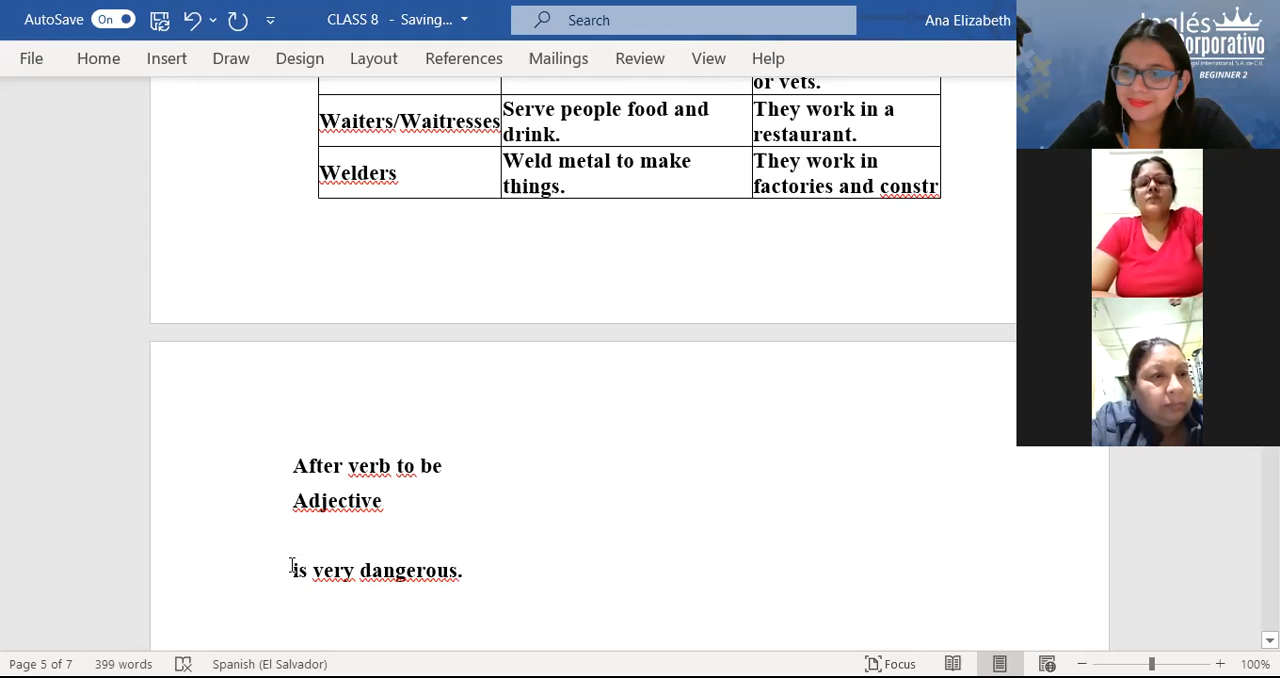 AutoSave On CLASS 8 - Saving... Search Ana Elizabeth
File Home Insert Draw Design Layout References Mailings Review View Help
or vets.
Waiters/Waitresses Serve people food and drink. They work in a restaurant.
Welders Weld metal to make things. They work in factories and constr
After verb to be
Adjective
is very dangerous.
Page 5 of 7 399 words Spanish (El Salvador) Focus 100%
Inglés
Corporativo
BEGINNER 2